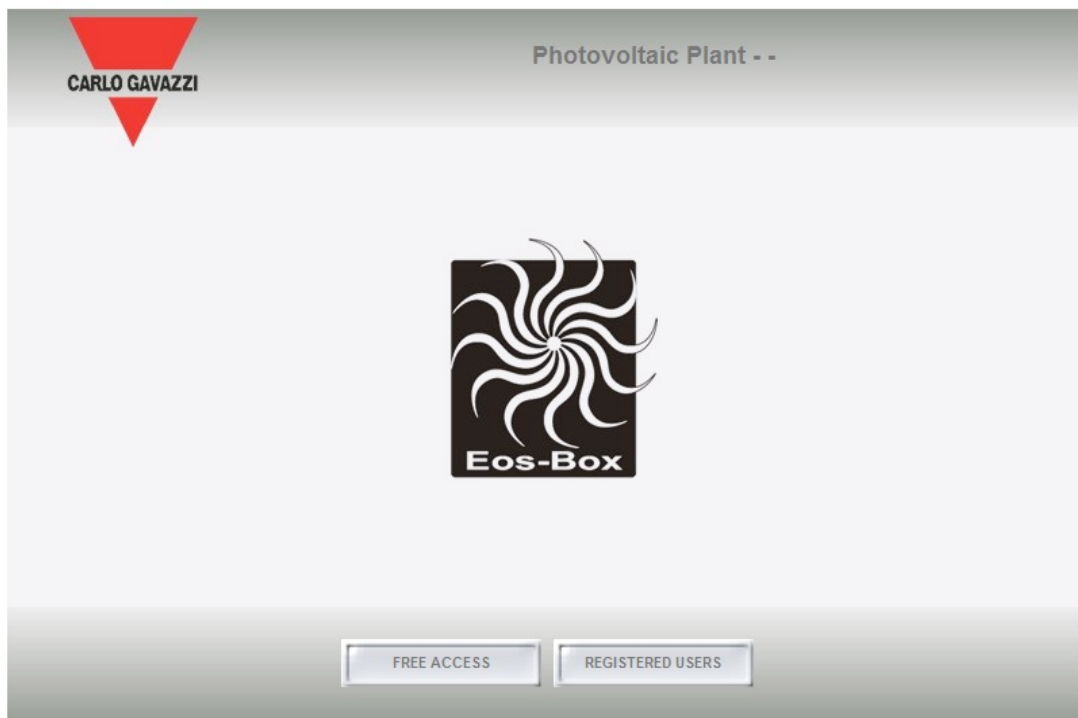 CARLO GAVAZZI
Photovoltaic Plant - -
Eos-Box
FREE ACCESS
REGISTERED USERS